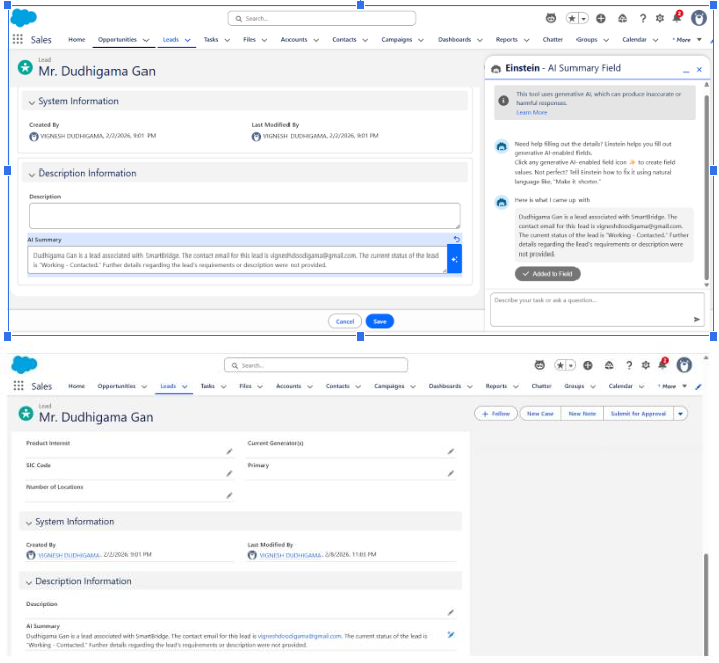 Search...
Sales Home Opportunities Leads Tasks Files Accounts Contacts Campaigns Dashboards Reports Chatter Groups Calendar * More
Lead
Mr. Dudhigama Gan
System Information
Created By Last Modified By
VIGNESH DUDHIGAMA, 2/2/2026, 9:01 PM VIGNESH DUDHIGAMA, 2/2/2026, 9:01 PM
Description Information
Description
AI Summary
Dudhigama Gan is a lead associated with SmartBridge. The contact email for this lead is vigneshdoodigama@gmail.com. The current status of the lead
is "Working - Contacted." Further details regarding the lead's requirements or description were not provided.
Cancel Save
Einstein - AI Summary Field
This tool uses generative AI, which can produce inaccurate or
harmful responses.
Learn More
Need help filling out the details? Einstein helps you fill out
generative AI-enabled fields.
Click any generative AI-enabled field icon to create field
values. Not perfect? Tell Einstein how to fix it using natural
language like, "Make it shorter."
Here is what I came up with
Dudhigama Gan is a lead associated with SmartBridge. The
contact email for this lead is vigneshdoodigama@gmail.com.
The current status of the lead is "Working - Contacted." Further
details regarding the lead's requirements or description were
not provided.
Added to Field
Describe your task or ask a question...
Search...
Sales Home Opportunities Leads Tasks Files Accounts Contacts Campaigns Dashboards Reports Chatter Groups Calendar * More
Lead
Mr. Dudhigama Gan
+ Follow New Case New Note Submit for Approval
Product Interest Current Generator(s)
SIC Code Primary
Number of Locations
System Information
Created By Last Modified By
VIGNESH DUDHIGAMA, 2/2/2026, 9:01 PM VIGNESH DUDHIGAMA, 2/8/2026, 11:03 PM
Description Information
Description
AI Summary
Dudhigama Gan is a lead associated with SmartBridge. The contact email for this lead is vigneshdoodigama@gmail.com. The current status of the lead is
"Working - Contacted." Further details regarding the lead's requirements or description were not provided.